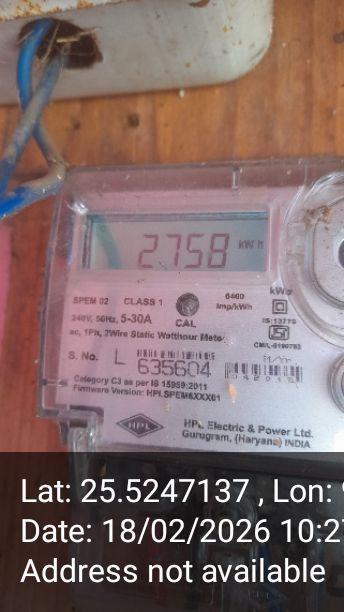 2758 kWh
SPEM 02 CLASS 1 6400 kWh
240V, 50Hz, 5-30A CAL Imp/kWh IS:13779
ac, 1Ph, 2Wire Static Watthour Meter
S. No. L 635604
Category C3 as per IS 15959:2011
Firmware Version: HPLSPEM6XXX01
HPL HPL Electric & Power Ltd.
Gurugram, (Haryana) INDIA
Lat: 25.5247137 , Lon:
Date: 18/02/2026 10:27
Address not available